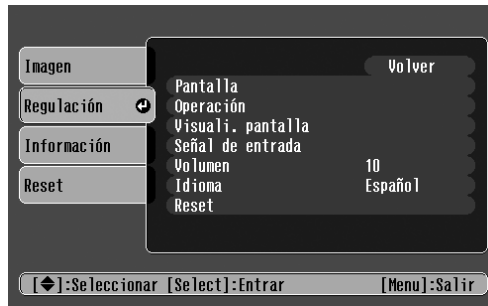 Imagen
Regulación
Información
Reset
Volver
Pantalla
Operación
Visuali. pantalla
Señal de entrada
Volumen 10
Idioma Español
Reset
[◆]:Seleccionar [Select]:Entrar [Menu]:Salir